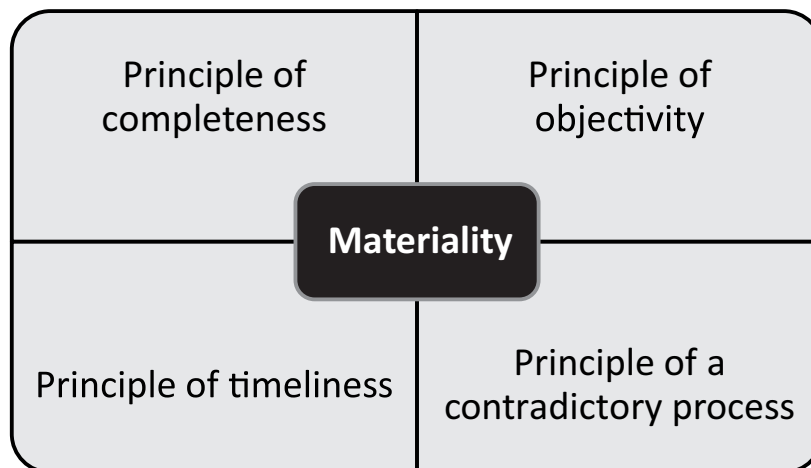 Principle of
completeness
Principle of
objectivity
Materiality
Principle of timeliness
Principle of a
contradictory process